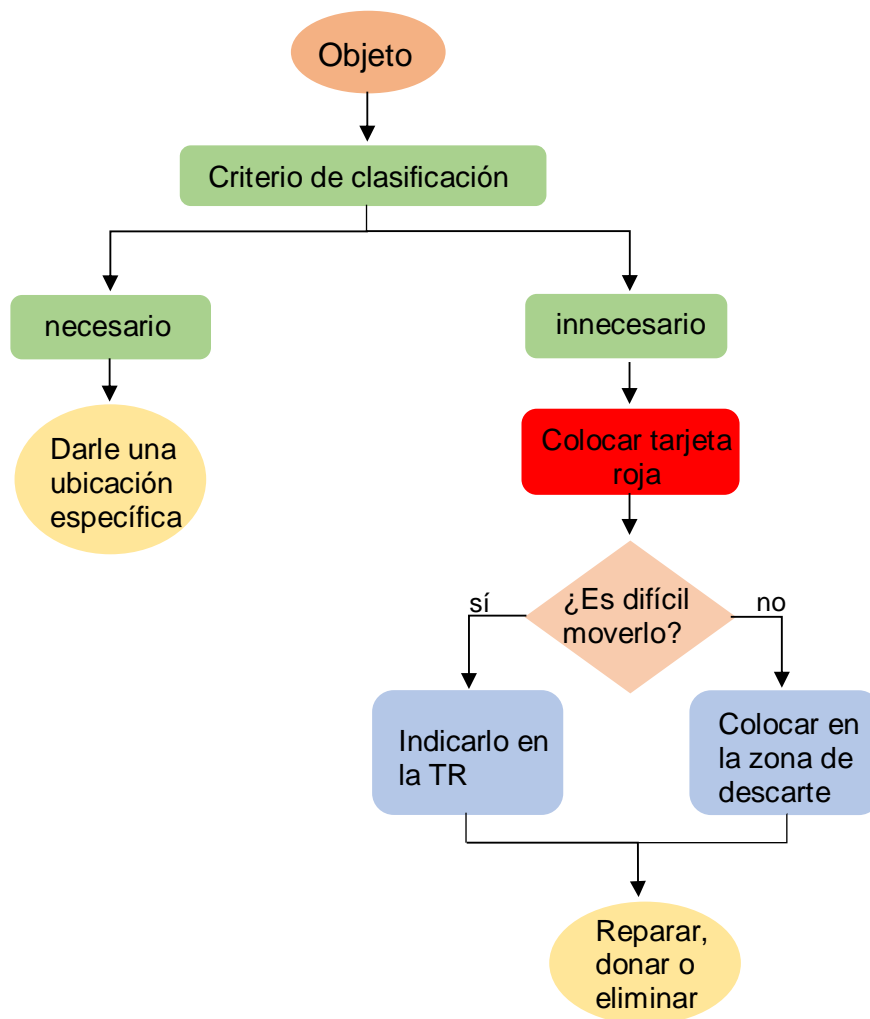 Objeto
Criterio de clasificación
necesario
innecesario
Darle una
ubicación
específica
Colocar tarjeta
roja
¿Es difícil
moverlo?
sí
no
Indicarlo en
la TR
Colocar en
la zona de
descarte
Reparar,
donar o
eliminar